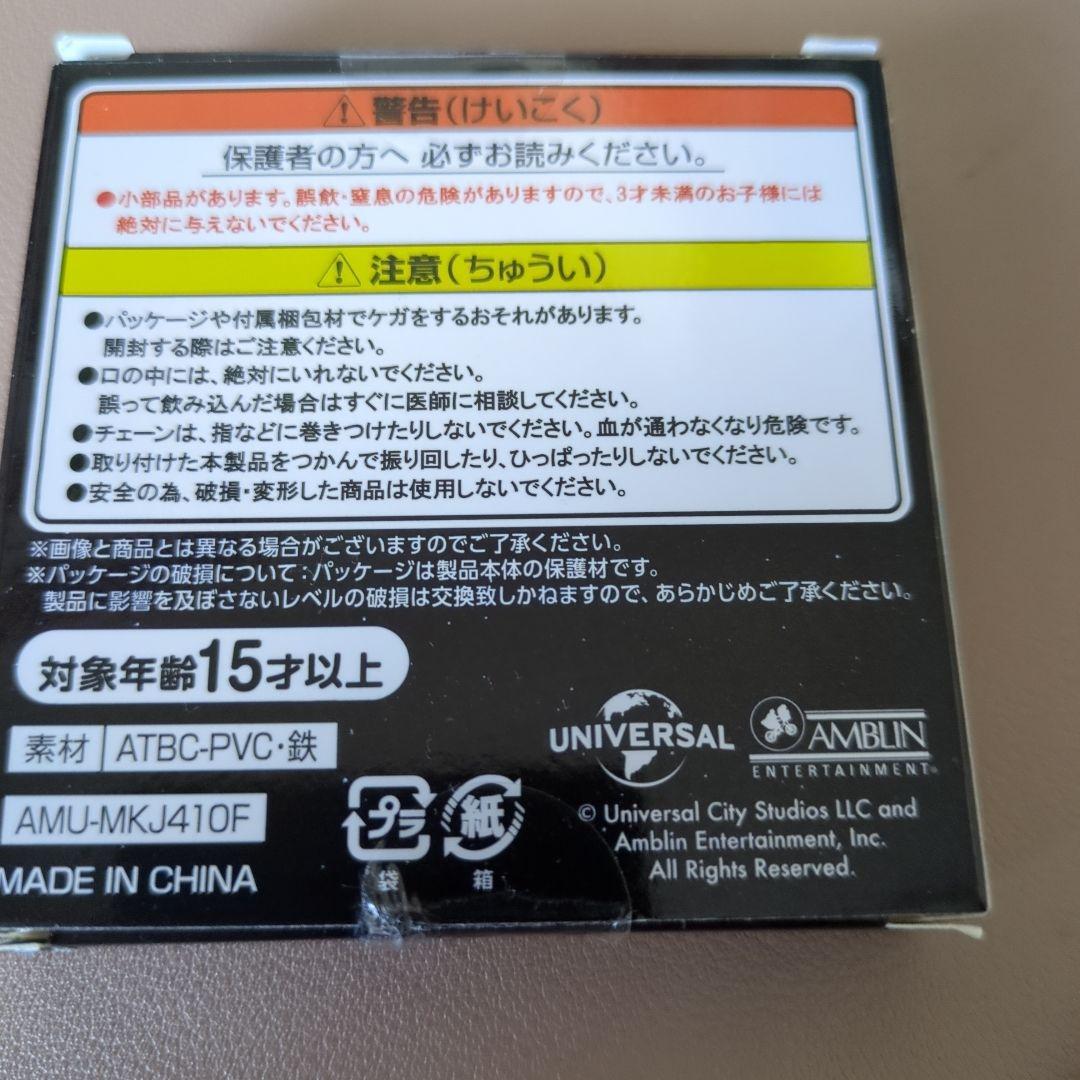 ⚠警告(けいこく)
保護者の方へ 必ずお読みください。
●小部品があります。誤飲・窒息の危険がありますので、3才未満のお子様には
絶対に与えないでください。
⚠注意(ちゅうい)
●パッケージや付属梱包材でケガをするおそれがあります。
開封する際はご注意ください。
●口の中には、絶対にいれないでください。
誤って飲み込んだ場合はすぐに医師に相談してください。
●チェーンは、指などに巻きつけたりしないでください。血が通わなくなり危険です。
●取り付けた本製品をつかんで振り回したり、ひっぱったりしないでください。
●安全の為、破損・変形した商品は使用しないでください。
※画像と商品とは異なる場合がございますのでご了承ください。
※パッケージの破損について:パッケージは製品本体の保護材です。
製品に影響を及ぼさないレベルの破損は交換致しかねますので、あらかじめご了承ください。
対象年齢15才以上
素材 ATBC-PVC・鉄
AMU-MKJ410F
MADE IN CHINA
プラ
袋
紙
箱
UNIVERSAL
AMBLIN
ENTERTAINMENT
© Universal City Studios LLC and
Amblin Entertainment, Inc.
All Rights Reserved.